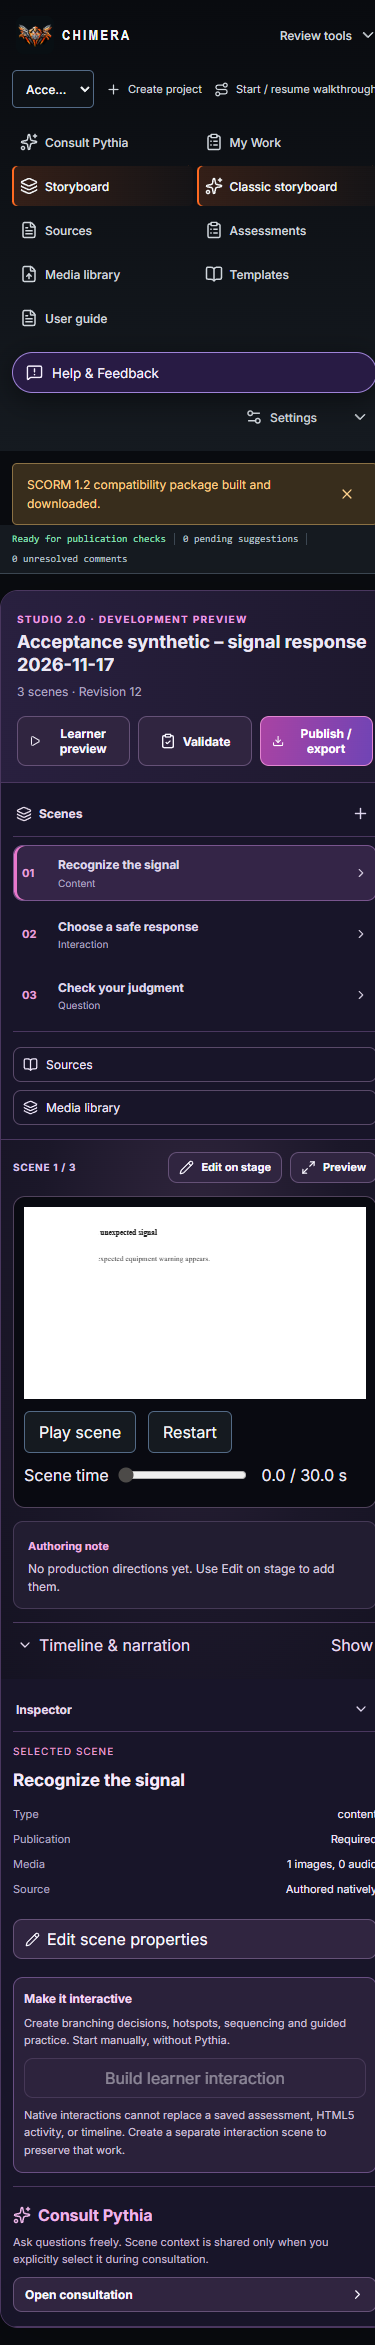 CHIMERA
Review tools
Acce...
Create project
Start / resume walkthrough
Consult Pythia
My Work
Storyboard
Classic storyboard
Sources
Assessments
Media library
Templates
User guide
Help & Feedback
Settings
SCORM 1.2 compatibility package built and
downloaded.
Ready for publication checks
0 pending suggestions
0 unresolved comments
STUDIO 2.0 · DEVELOPMENT PREVIEW
Acceptance synthetic – signal response
2026-11-17
3 scenes · Revision 12
Learner
preview
Validate
Publish /
export
Scenes
01
Recognize the signal
Content
02
Choose a safe response
Interaction
03
Check your judgment
Question
Sources
Media library
SCENE 1 / 3
Edit on stage
Preview
unexpected signal
xpected equipment warning appears.
Play scene
Restart
Scene time
0.0 / 30.0 s
Authoring note
No production directions yet. Use Edit on stage to add
them.
Timeline & narration
Show
Inspector
SELECTED SCENE
Recognize the signal
Type
content
Publication
Required
Media
1 images, 0 audio
Source
Authored natively
Edit scene properties
Make it interactive
Create branching decisions, hotspots, sequencing and guided
practice. Start manually, without Pythia.
Build learner interaction
Native interactions cannot replace a saved assessment, HTML5
activity, or timeline. Create a separate interaction scene to
preserve that work.
Consult Pythia
Ask questions freely. Scene context is shared only when you
explicitly select it during consultation.
Open consultation